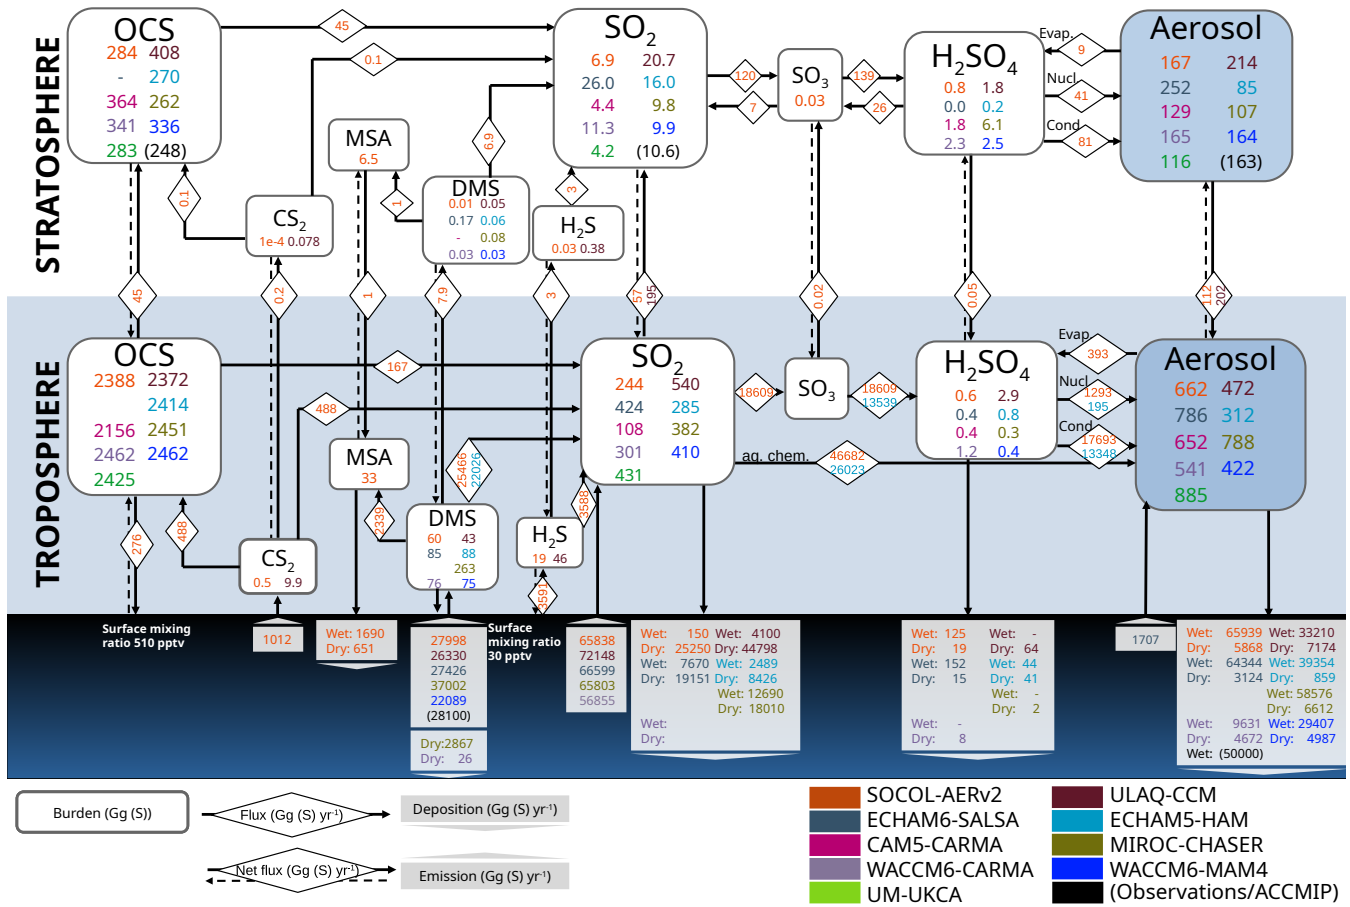 STRATOSPHERE
OCS
284 408
- 270
364 262
341 336
283 (248)
45
0.1
0.1
CS2
1e-4 0.078
MSA
6.5
1
DMS
0.01 0.05
0.17 0.06
- 0.08
0.03 0.03
6.9
H2S
0.03 0.38
3
SO2
6.9 20.7
26.0 16.0
4.4 9.8
11.3 9.9
4.2 (10.6)
120
7
SO3
0.03
139
26
H2SO4
0.8 1.8
0.0 0.2
1.8 6.1
2.3 2.5
Evap.
9
Nucl
41
Cond
81
Aerosol
167 214
252 85
129 107
165 164
116 (163)
45
0.2
1
7.9
3
57
195
0.02
0.05
112
202
TROPOSPHERE
OCS
2388 2372
2414
2156 2451
2462 2462
2425
167
488
276
488
CS2
0.5 9.9
MSA
33
2339
DMS
60 43
85 88
263
76 75
25466
22026
H2S
19 46
3588
3591
SO2
244 540
424 285
108 382
301 410
431
18609
SO3
18609
13539
aq. chem.
46682
26023
H2SO4
0.6 2.9
0.4 0.8
0.4 0.3
1.2 0.4
Evap
393
Nucl
1293
195
Cond
17693
13348
Aerosol
662 472
786 312
652 788
541 422
885
Surface mixing
ratio 510 pptv
1012
Wet: 1690
Dry: 651
27998
26330
27426
37002
22089
(28100)
Dry:2867
Dry: 26
Surface
mixing ratio
30 pptv
65838
72148
66599
65803
56855
Wet: 150 Wet: 4100
Dry: 25250 Dry: 44798
Wet: 7670 Wet: 2489
Dry: 19151 Dry: 8426
Wet: 12690
Dry: 18010
Wet:
Dry:
Wet: 125 Wet: -
Dry: 19 Dry: 64
Wet: 152 Wet: 44
Dry: 15 Dry: 41
Wet: -
Dry: 2
Wet: -
Dry: 8
1707
Wet: 65939 Wet: 33210
Dry: 5868 Dry: 7174
Wet: 64344 Wet: 39354
Dry: 3124 Dry: 859
Wet: 58576
Dry: 6612
Wet: 9631 Wet: 29407
Dry: 4672 Dry: 4987
Wet: (50000)
Burden (Gg (S))
Flux (Gg (S) yr-1)
Deposition (Gg (S) yr-1)
Net flux (Gg (S) yr-1)
Emission (Gg (S) yr-1)
SOCOL-AERv2
ULAQ-CCM
ECHAM6-SALSA
ECHAM5-HAM
CAM5-CARMA
MIROC-CHASER
WACCM6-CARMA
WACCM6-MAM4
UM-UKCA
(Observations/ACCMIP)